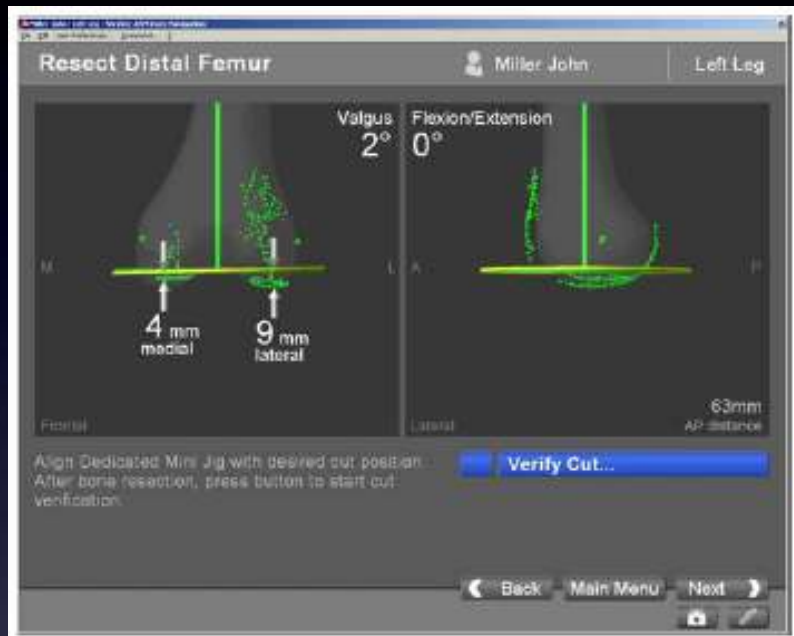 Resect Distal Femur
Miller John
Left Leg
Valgus
2°
Flexion/Extension
0°
M
L
A
P
4 mm
medial
9 mm
lateral
Frontal
Lateral
63mm
AP distance
Align Dedicated Mini Jig with desired cut position.
After bone resection, press button to start cut
verification.
Verify Cut...
Back
Main Menu
Next